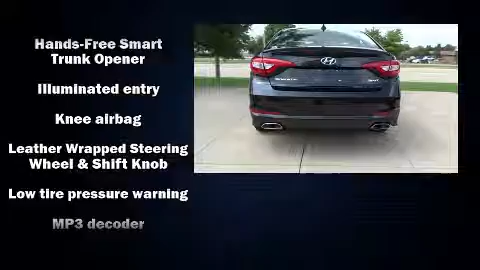 Hands-Free Smart
Trunk Opener
Illuminated entry
Knee airbag
Leather Wrapped Steering
Wheel & Shift Knob
Low tire pressure warning
MP3 decoder